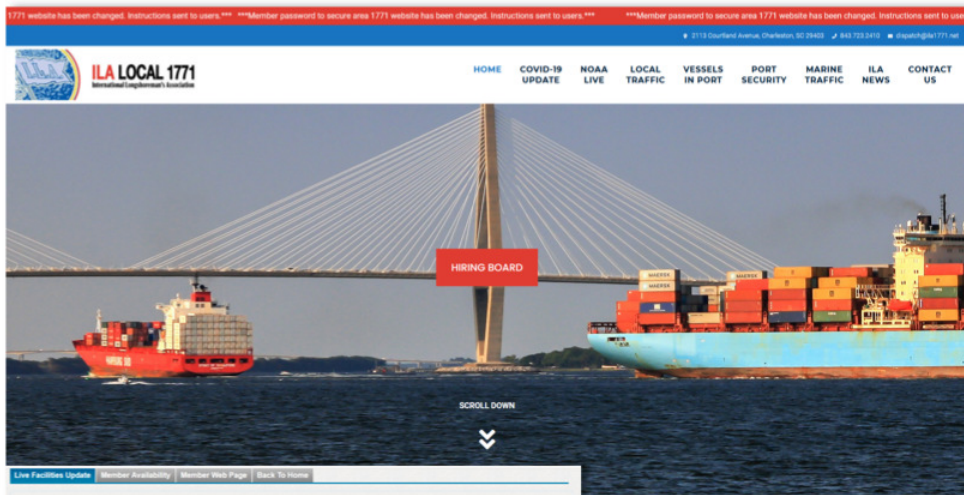 1771 website has been changed. Instructions sent to users.*** ***Member password to secure area 1771 website has been changed. Instructions sent to users.*** ***Member password to secure area 1771 website has been changed. Instructions sent to use
2113 Courtland Avenue, Charleston, SC 29403 843.723.2410 dispatch@ila1771.net
ILA LOCAL 1771
International Longshoremen's Association
HOME
COVID-19
UPDATE
NOAA
LIVE
LOCAL
TRAFFIC
VESSELS
IN PORT
PORT
SECURITY
MARINE
TRAFFIC
ILA
NEWS
CONTACT
US
MAERSK
MAERSK
MAERSK
HIRING BOARD
HAMBURG SÜD
SCROLL DOWN
Live Facilities Update Member Availability Member Web Page Back To Home